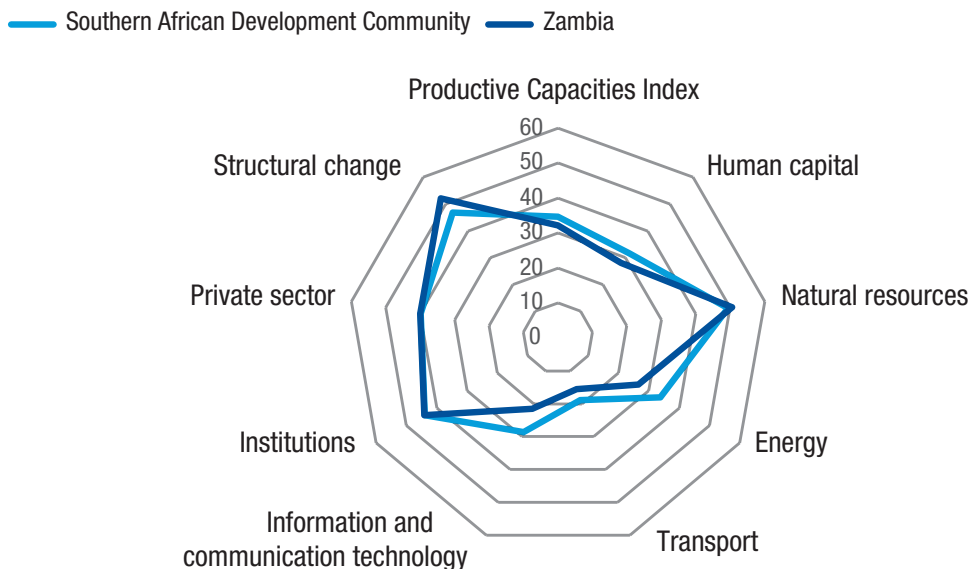 Southern African Development Community
Zambia
Productive Capacities Index
60
50
40
30
20
10
0
Human capital
Natural resources
Energy
Transport
Information and
communication technology
Institutions
Private sector
Structural change